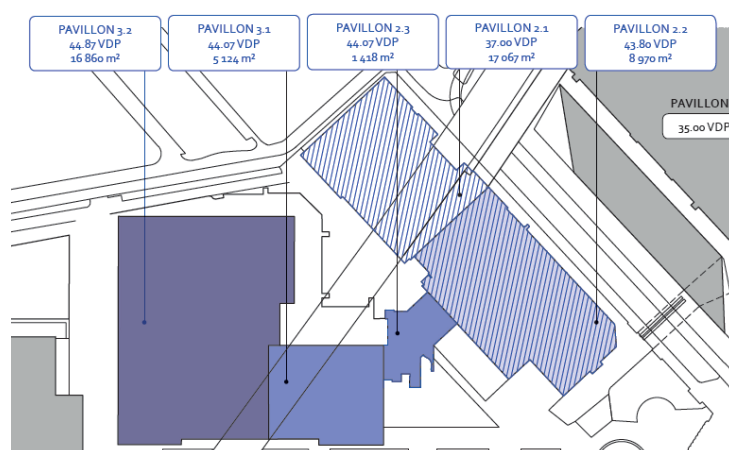 PAVILLON 3.2
44.87 VDP
16 860 m²
PAVILLON 3.1
44.07 VDP
5 124 m²
PAVILLON 2.3
44.07 VDP
1 418 m²
PAVILLON 2.1
37.00 VDP
17 067 m²
PAVILLON 2.2
43.80 VDP
8 970 m²
PAVILLON
35.00 VDP